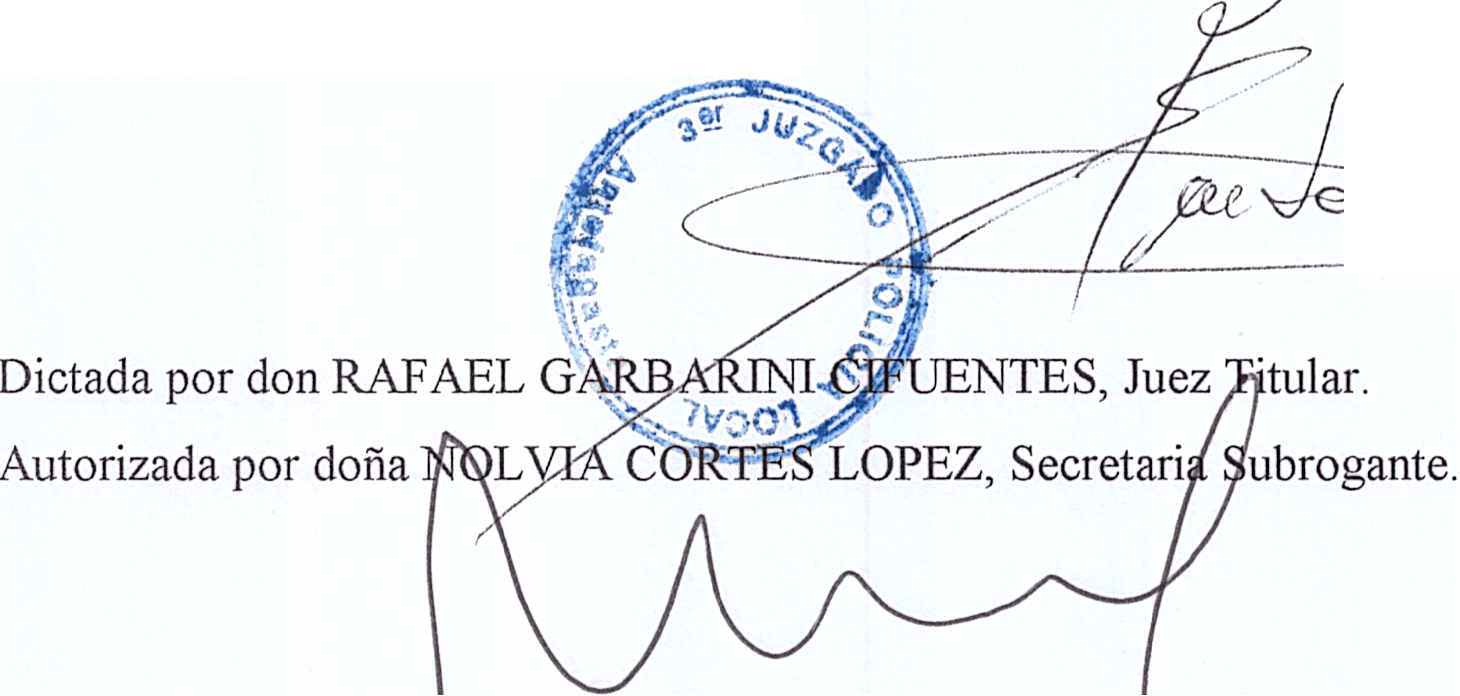 3er JUZGADO POLICIA LOCAL
Antofagasta
Dictada por don RAFAEL GARBARINI CIFUENTES, Juez Titular.
Autorizada por doña NOLVIA CORTES LOPEZ, Secretaria Subrogante.